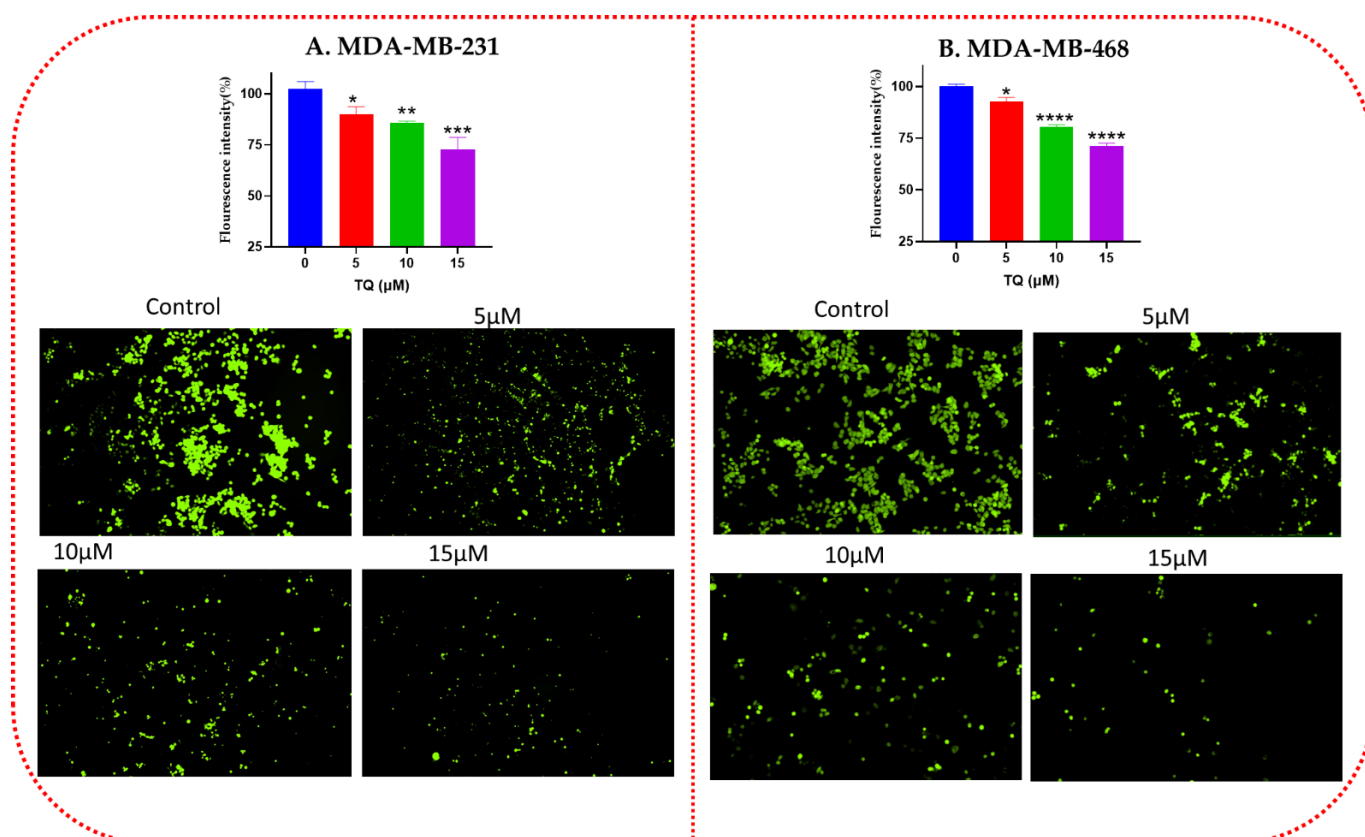 A. MDA-MB-231
Flourescence intensity(%)
100
75
50
25
*
**
***
0 5 10 15
TQ (µM)
Control
5µM
10µM
15µM
B. MDA-MB-468
Flourescence intensity(%)
100
75
50
25
*
****
****
0 5 10 15
TQ (µM)
Control
5µM
10µM
15µM